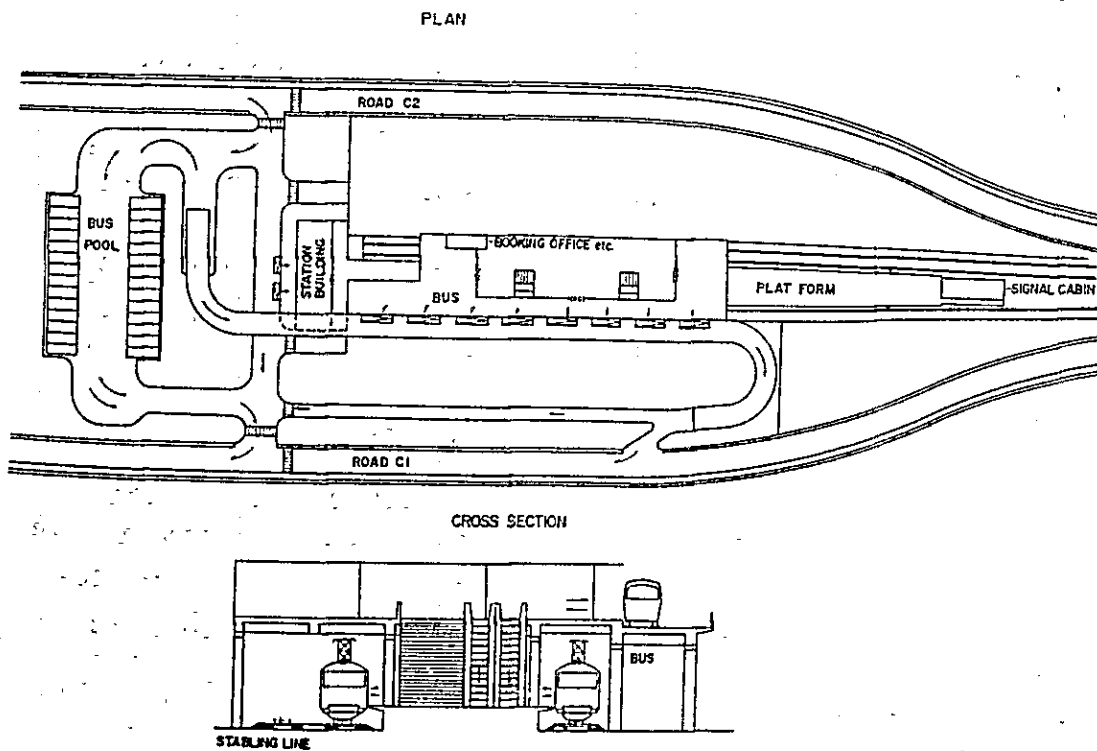 PLAN
ROAD C2
BUS
POOL
STATION
BUILDING
BOOKING OFFICE etc.
BUS
PLAT FORM
SIGNAL CABIN
ROAD C1
CROSS SECTION
BUS
STABLING LINE